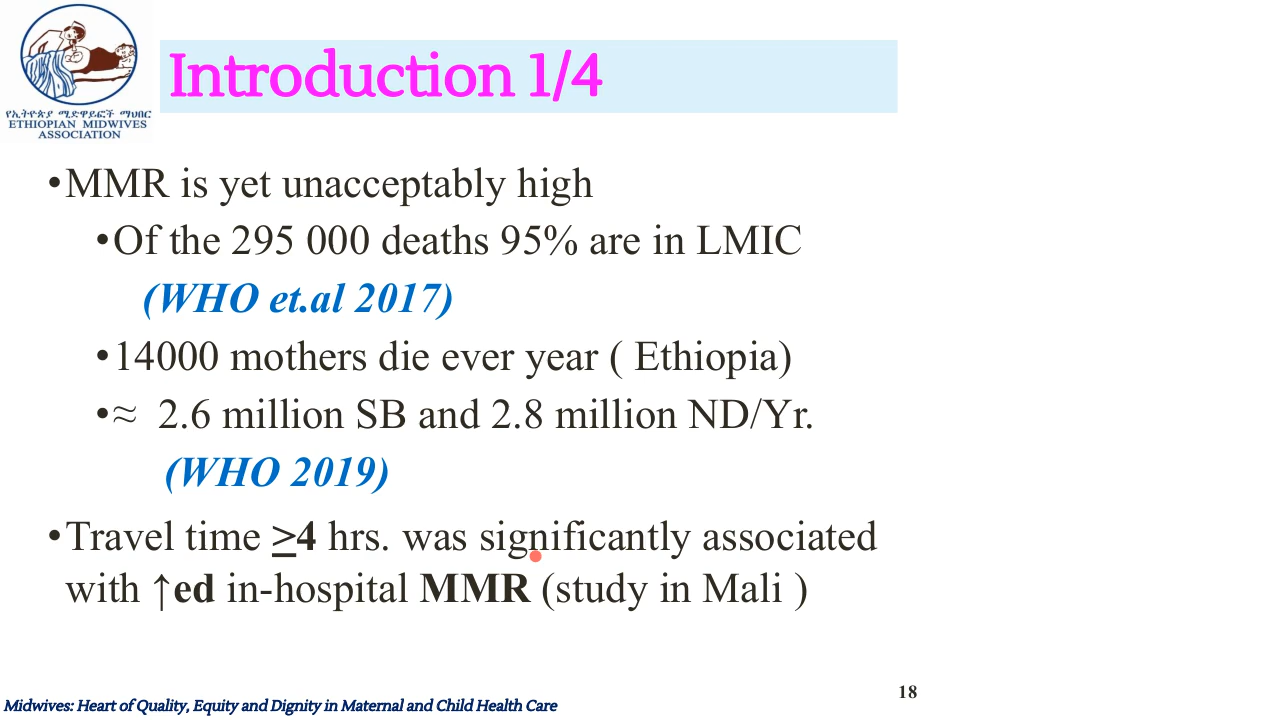 Introduction 1/4
የኢትዮጵያ ሚድዋይፎች ማህበር
ETHIOPIAN MIDWIVES
ASSOCIATION
•MMR is yet unacceptably high
•Of the 295 000 deaths 95% are in LMIC
(WHO et.al 2017)
•14000 mothers die ever year ( Ethiopia)
•≈ 2.6 million SB and 2.8 million ND/Yr.
(WHO 2019)
•Travel time ≥4 hrs. was significantly associated
with ↑ed in-hospital MMR (study in Mali )
18
Midwives: Heart of Quality, Equity and Dignity in Maternal and Child Health Care